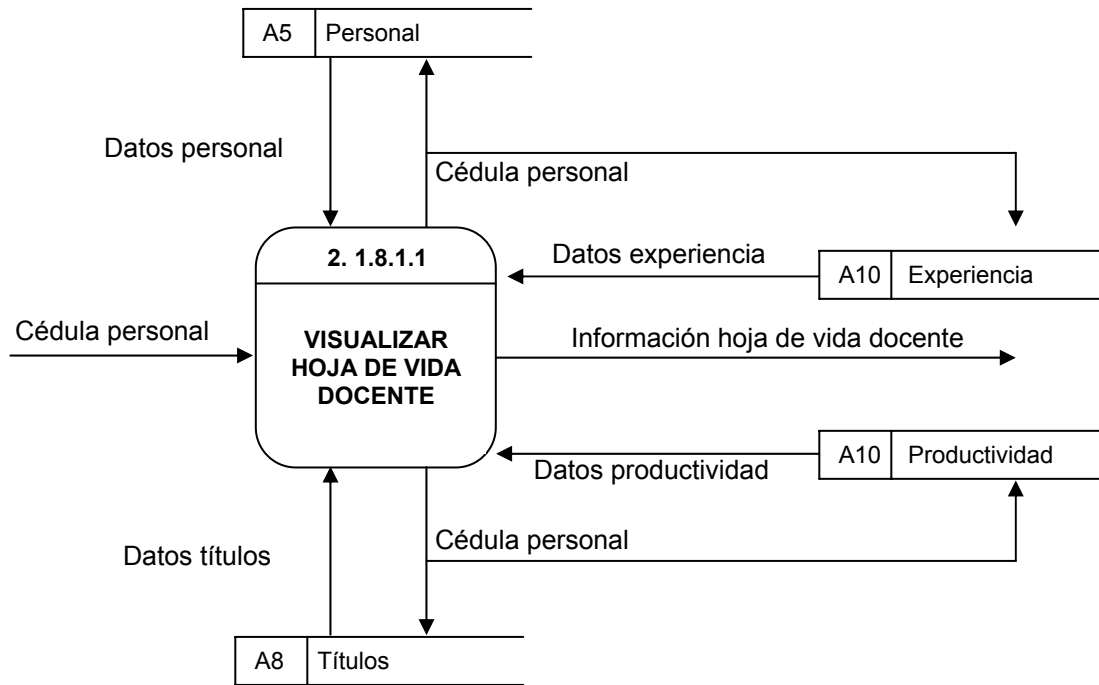 A5 Personal
Datos personal
Cédula personal
2. 1.8.1.1
Datos experiencia
A10 Experiencia
Cédula personal
VISUALIZAR
HOJA DE VIDA
DOCENTE
Información hoja de vida docente
A10 Productividad
Datos productividad
Cédula personal
Datos títulos
A8 Títulos